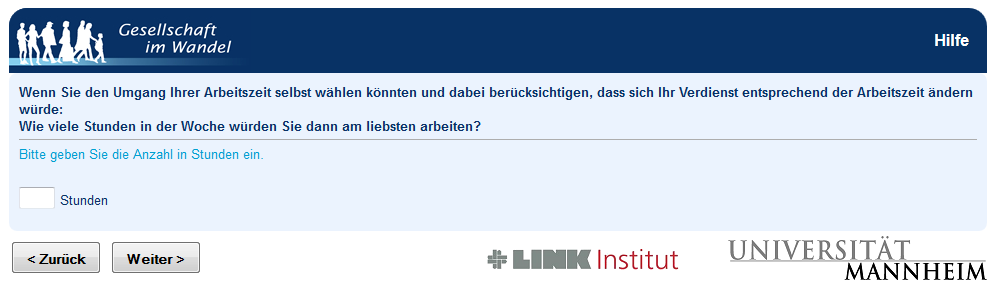 Gesellschaft
im Wandel
Hilfe
Wenn Sie den Umgang Ihrer Arbeitszeit selbst wählen könnten und dabei berücksichtigen, dass sich Ihr Verdienst entsprechend der Arbeitszeit ändern
würde:
Wie viele Stunden in der Woche würden Sie dann am liebsten arbeiten?
Bitte geben Sie die Anzahl in Stunden ein.
Stunden
< Zurück Weiter >
LINK Institut
UNIVERSITÄT
MANNHEIM